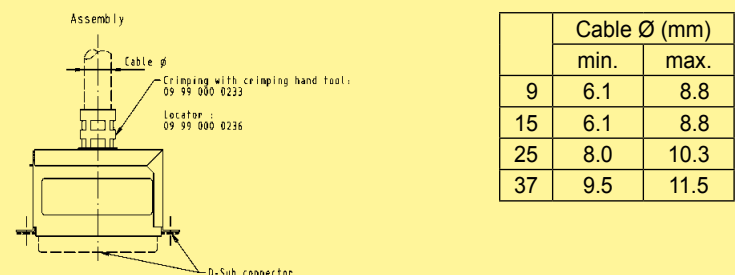 Assembly
Cable ø
Crimping with crimping hand tool:
09 99 000 0233
Locator :
09 99 000 0236
D-Sub connector
Cable Ø (mm)
min. max.
9 6.1 8.8
15 6.1 8.8
25 8.0 10.3
37 9.5 11.5